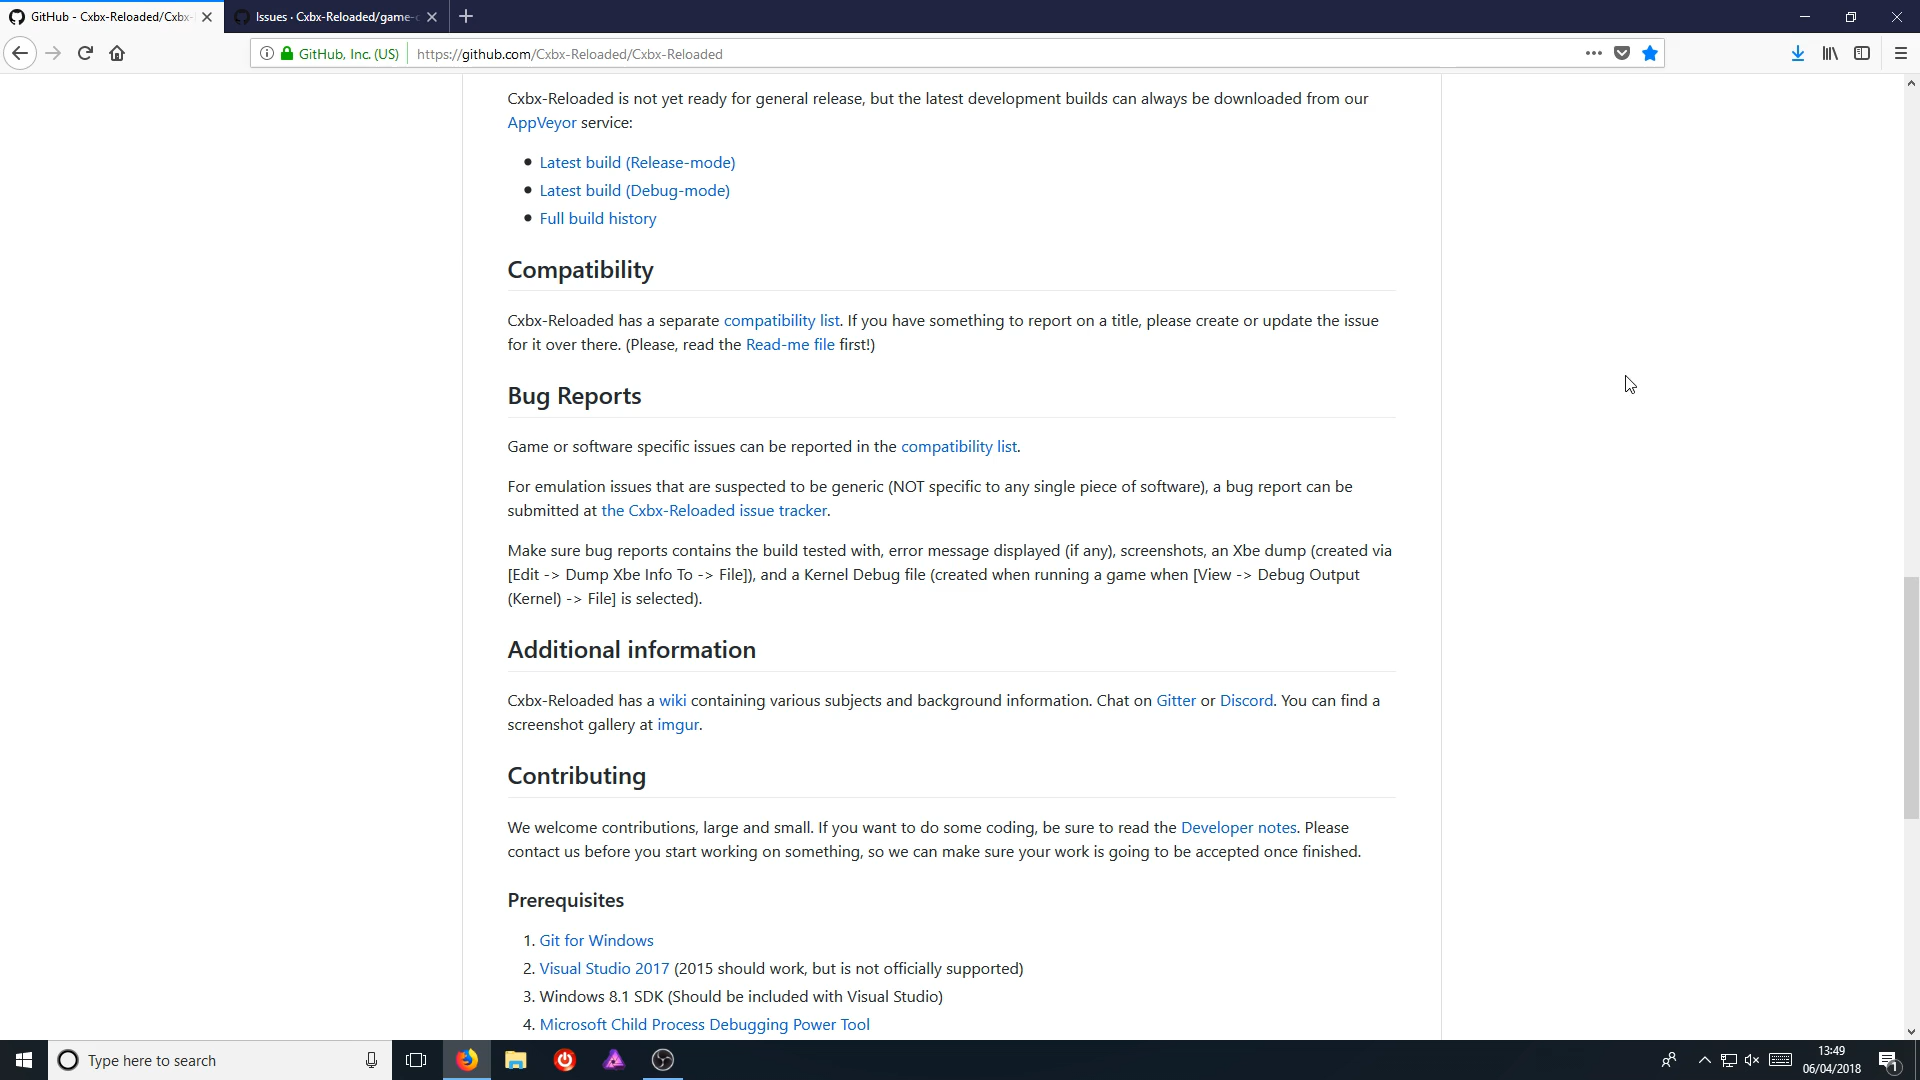 GitHub - Cxbx-Reloaded/Cxbx-
Issues · Cxbx-Reloaded/game-c
GitHub, Inc. (US)
https://github.com/Cxbx-Reloaded/Cxbx-Reloaded
Cxbx-Reloaded is not yet ready for general release, but the latest development builds can always be downloaded from our
AppVeyor service:
Latest build (Release-mode)
Latest build (Debug-mode)
Full build history
Compatibility
Cxbx-Reloaded has a separate compatibility list. If you have something to report on a title, please create or update the issue
for it over there. (Please, read the Read-me file first!)
Bug Reports
Game or software specific issues can be reported in the compatibility list.
For emulation issues that are suspected to be generic (NOT specific to any single piece of software), a bug report can be
submitted at the Cxbx-Reloaded issue tracker.
Make sure bug reports contains the build tested with, error message displayed (if any), screenshots, an Xbe dump (created via
[Edit -> Dump Xbe Info To -> File]), and a Kernel Debug file (created when running a game when [View -> Debug Output
(Kernel) -> File] is selected).
Additional information
Cxbx-Reloaded has a wiki containing various subjects and background information. Chat on Gitter or Discord. You can find a
screenshot gallery at imgur.
Contributing
We welcome contributions, large and small. If you want to do some coding, be sure to read the Developer notes. Please
contact us before you start working on something, so we can make sure your work is going to be accepted once finished.
Prerequisites
1. Git for Windows
2. Visual Studio 2017 (2015 should work, but is not officially supported)
3. Windows 8.1 SDK (Should be included with Visual Studio)
4. Microsoft Child Process Debugging Power Tool
Type here to search
13:49
06/04/2018
1